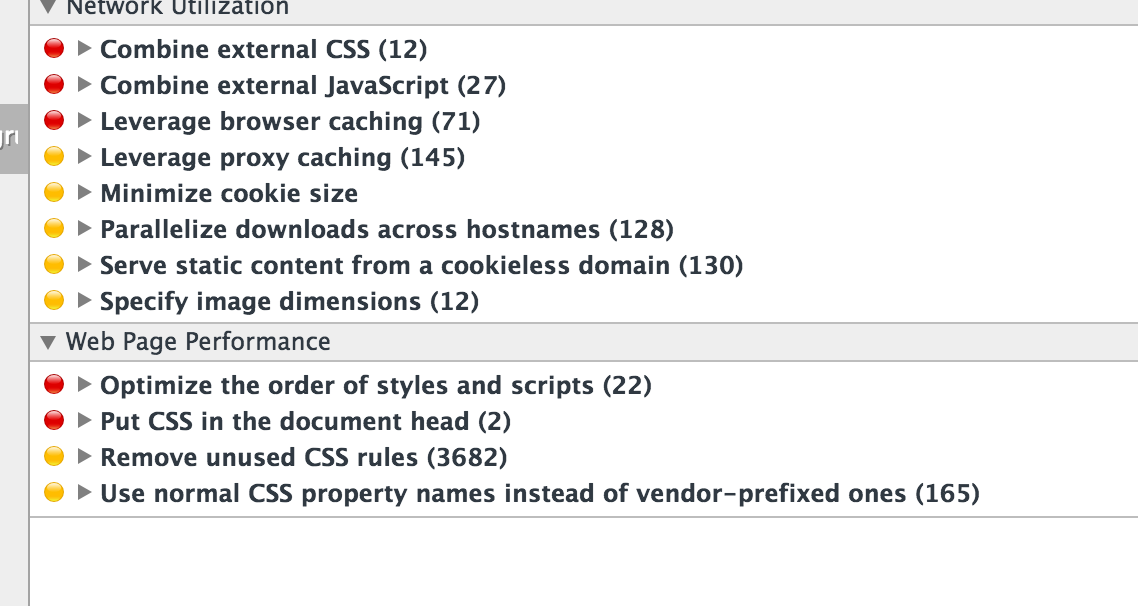 Network Utilization
Combine external CSS (12)
Combine external JavaScript (27)
Leverage browser caching (71)
Leverage proxy caching (145)
Minimize cookie size
Parallelize downloads across hostnames (128)
Serve static content from a cookieless domain (130)
Specify image dimensions (12)
Web Page Performance
Optimize the order of styles and scripts (22)
Put CSS in the document head (2)
Remove unused CSS rules (3682)
Use normal CSS property names instead of vendor-prefixed ones (165)